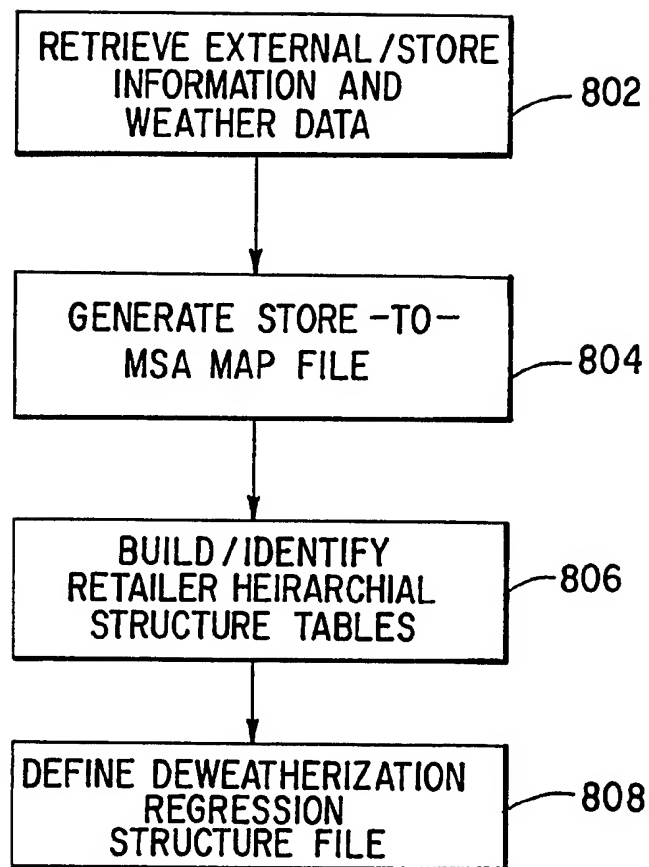 RETRIEVE EXTERNAL/STORE
INFORMATION AND
WEATHER DATA
802
GENERATE STORE-TO-
MSA MAP FILE
804
BUILD/IDENTIFY
RETAILER HEIRARCHIAL
STRUCTURE TABLES
806
DEFINE DEWEATHERIZATION
REGRESSION
STRUCTURE FILE
808